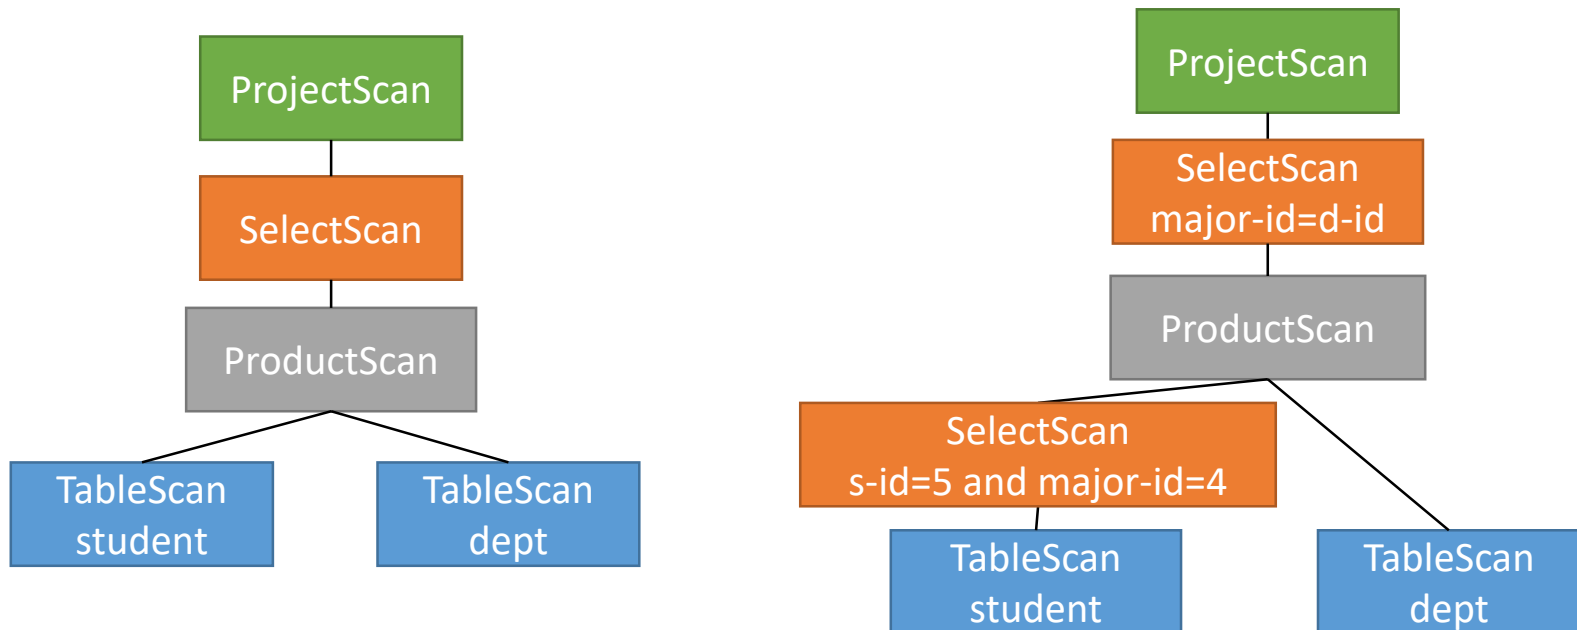 ProjectScan
SelectScan
ProductScan
TableScan
student
TableScan
dept
ProjectScan
SelectScan
major-id=d-id
ProductScan
SelectScan
s-id=5 and major-id=4
TableScan
student
TableScan
dept